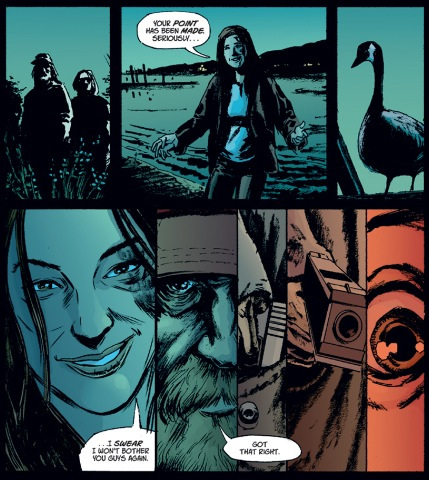 YOUR POINT
HAS BEEN MADE.
SERIOUSLY...
...I SWEAR
I WON'T BOTHER
YOU GUYS AGAIN.
GOT
THAT RIGHT.